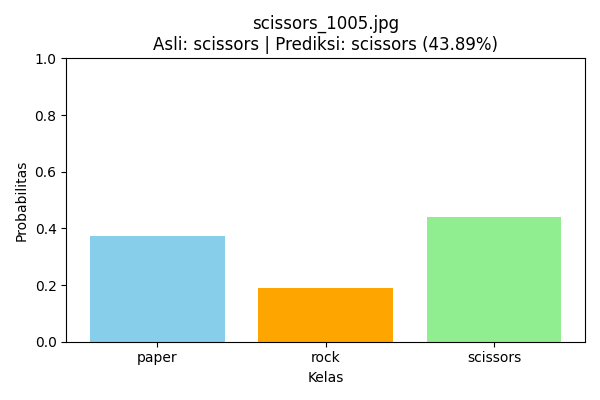 scissors_1005.jpg
Asli: scissors | Prediksi: scissors (43.89%)
1.0
0.8
0.6
0.4
0.2
0.0
Probabilitas
paper rock scissors
Kelas